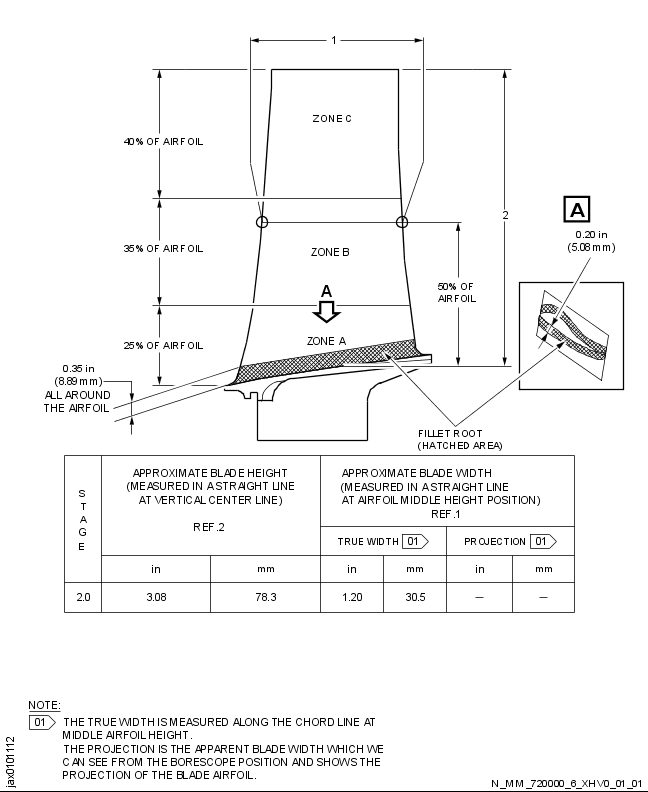 1
ZONE C
40% OF AIRFOIL
2
A
0.20 in
(5.08 mm)
35% OF AIRFOIL
ZONE B
50% OF
AIRFOIL
A
25% OF AIRFOIL
ZONE A
0.35 in
(8.89 mm)
ALL AROUND
THE AIRFOIL
FILLET ROOT
(HATCHED AREA)
STAGE
APPROXIMATE BLADE HEIGHT
(MEASURED IN A STRAIGHT LINE
AT VERTICAL CENTER LINE)
REF.2
APPROXIMATE BLADE WIDTH
(MEASURED IN A STRAIGHT LINE
AT AIRFOIL MIDDLE HEIGHT POSITION)
REF.1
TRUE WIDTH 01 PROJECTION 01
in mm in mm in mm
2.0 3.08 78.3 1.20 30.5 — —
NOTE:
01 THE TRUE WIDTH IS MEASURED ALONG THE CHORD LINE AT
MIDDLE AIRFOIL HEIGHT.
THE PROJECTION IS THE APPARENT BLADE WIDTH WHICH WE
CAN SEE FROM THE BORESCOPE POSITION AND SHOWS THE
PROJECTION OF THE BLADE AIRFOIL.
jax0101112
N_MM_720000_6_XHV0_01_01